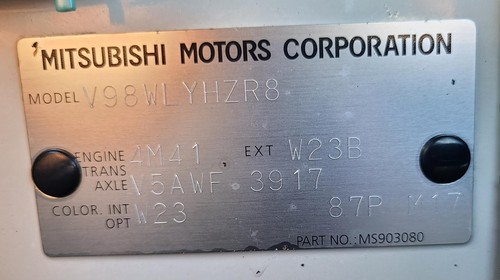 MITSUBISHI MOTORS CORPORATION
MODEL V98WLYHZR8
ENGINE 4M41 EXT W23B
TRANS
AXLE V5AWF 3917
COLOR. INT W23 87P
OPT
PART NO.;MS903080